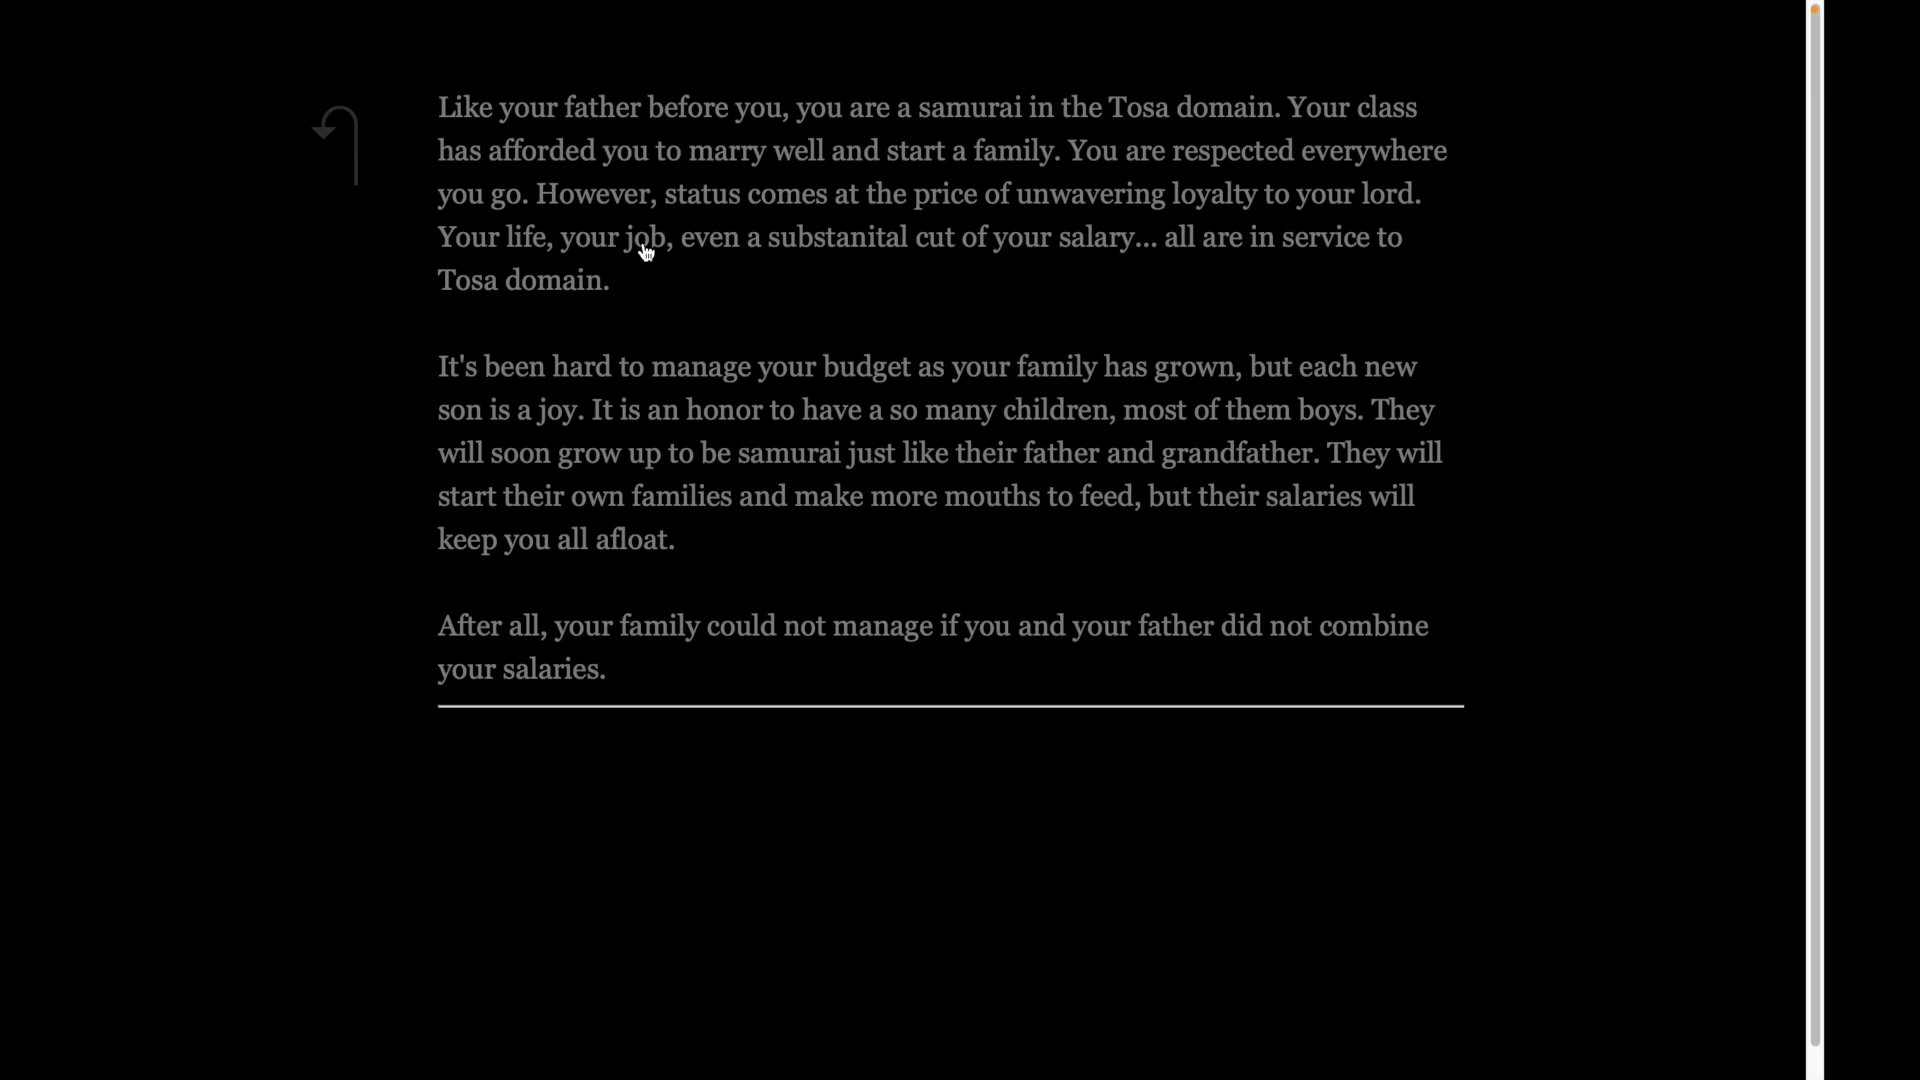 Like your father before you, you are a samurai in the Tosa domain. Your class
has afforded you to marry well and start a family. You are respected everywhere
you go. However, status comes at the price of unwavering loyalty to your lord.
Your life, your job, even a substanital cut of your salary... all are in service to
Tosa domain.
It's been hard to manage your budget as your family has grown, but each new
son is a joy. It is an honor to have a so many children, most of them boys. They
will soon grow up to be samurai just like their father and grandfather. They will
start their own families and make more mouths to feed, but their salaries will
keep you all afloat.
After all, your family could not manage if you and your father did not combine
your salaries.